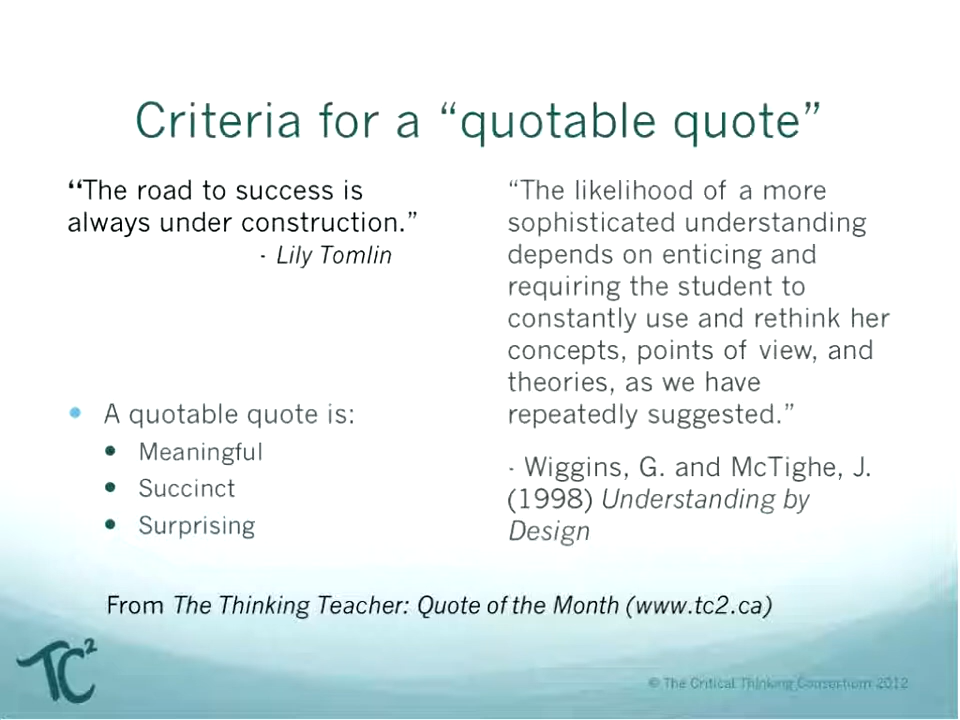 Criteria for a “quotable quote”
“The road to success is
always under construction.”
- Lily Tomlin
A quotable quote is:
Meaningful
Succinct
Surprising
“The likelihood of a more
sophisticated understanding
depends on enticing and
requiring the student to
constantly use and rethink her
concepts, points of view, and
theories, as we have
repeatedly suggested.”
- Wiggins, G. and McTighe, J.
(1998) Understanding by
Design
From The Thinking Teacher: Quote of the Month (www.tc2.ca)
TC2
© The Critical Thinking Consortium 2012